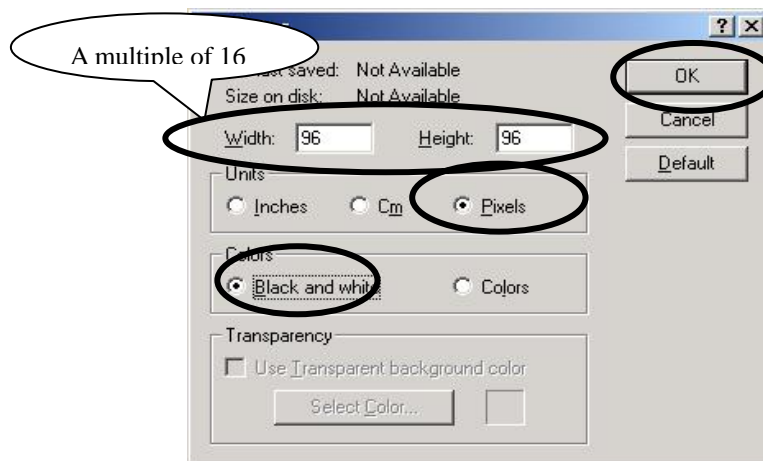 A multiple of 16
saved: Not Available
Size on disk: Not Available
Width: 96 Height: 96
Units
Inches Cm Pixels
Colors
Black and white Colors
Transparency
Use Transparent background color
Select Color...
OK
Cancel
Default